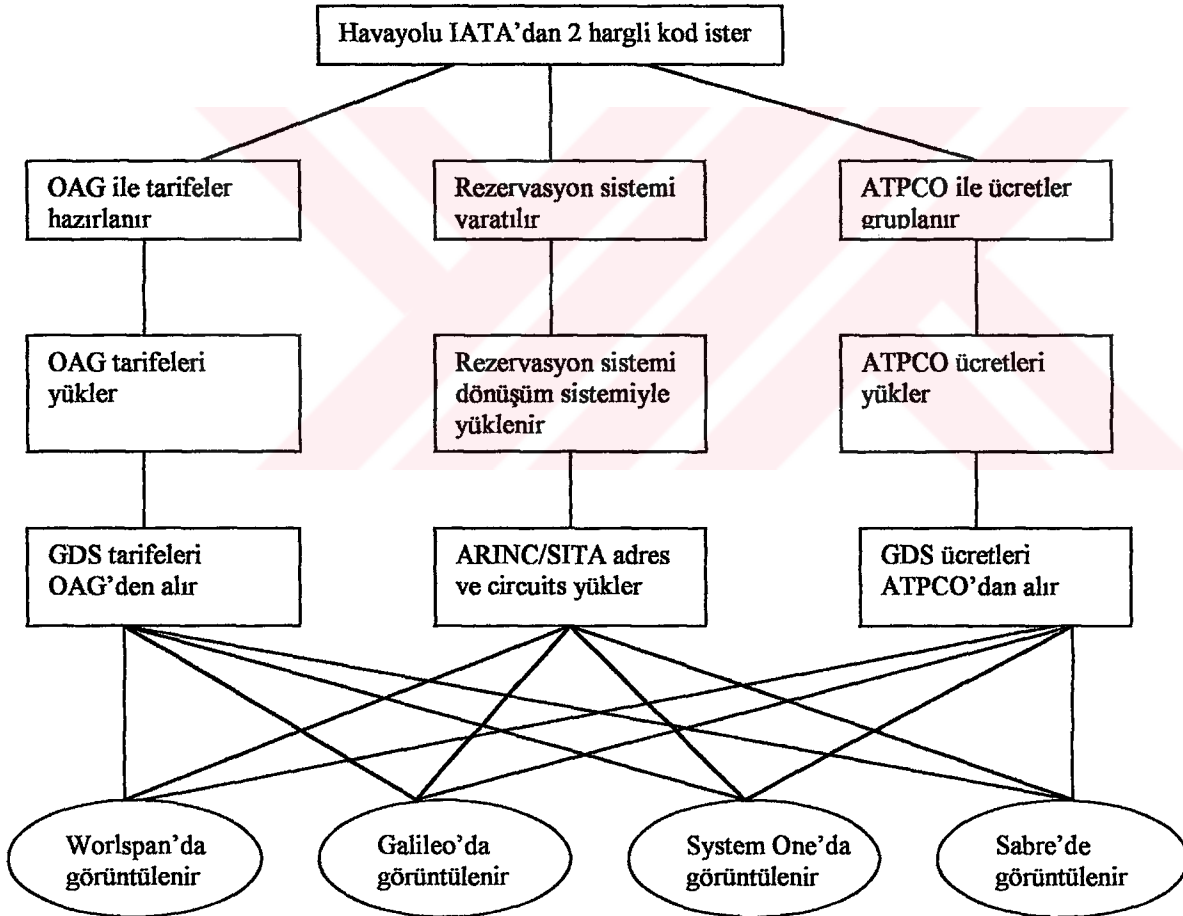 Havayolu IATA'dan 2 hargli kod ister
OAG ile tarifeler
hazırlanır
Rezervasyon sistemi
varatılır
ATPCO ile ücretler
gruplanır
OAG tarifeleri
yükler
Rezervasyon sistemi
dönüşüm sistemiyle
yüklenir
ATPCO ücretleri
yükler
GDS tarifeleri
OAG'den alır
ARINC/SITA adres
ve circuits yükler
GDS ücretleri
ATPCO'dan alır
Worlspan'da
görüntülenir
Galileo'da
görüntülenir
System One'da
görüntülenir
Sabre'de
görüntülenir